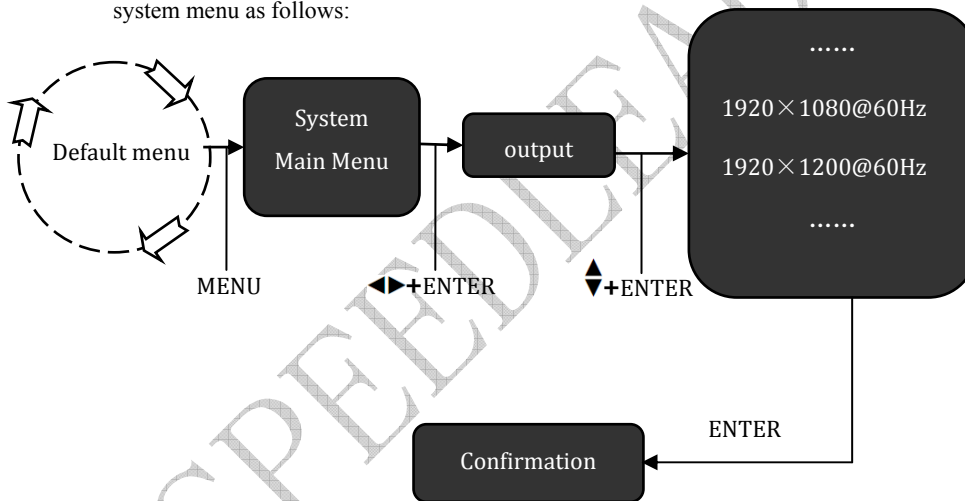 system menu as follows:
......
System
Main Menu
1920×1080@60Hz
Default menu
output
1920×1200@60Hz
......
MENU
◀▶+ENTER
▲▼+ENTER
ENTER
Confirmation
SPEEDLEA